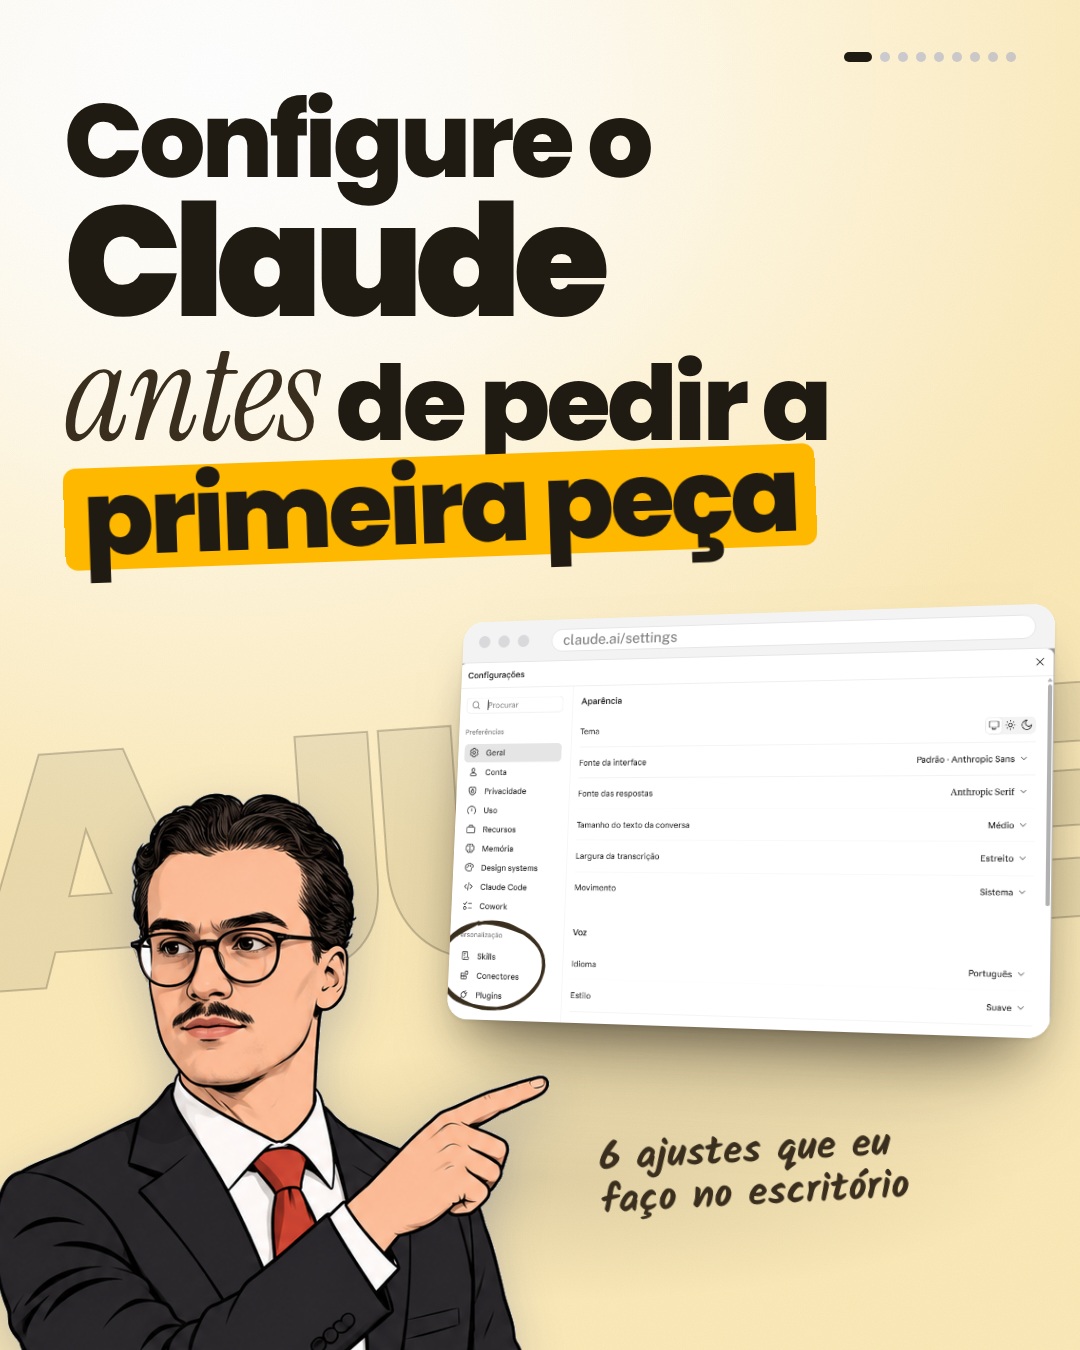 Configure o
Claude
antes de pedir a
primeira peça
claude.ai/settings
Configurações
Procurar
Preferências
Geral
Conta
Privacidade
Uso
Recursos
Memória
Design systems
Claude Code
Cowork
Skills
Conectores
Plugins
Aparência
Tema
Fonte da interface
Padrão · Anthropic Sans
Fonte das respostas
Anthropic Serif
Tamanho do texto da conversa
Médio
Largura da transcrição
Estreito
Movimento
Sistema
Voz
Idioma
Português
Estilo
Suave
6 ajustes que eu
faço no escritório